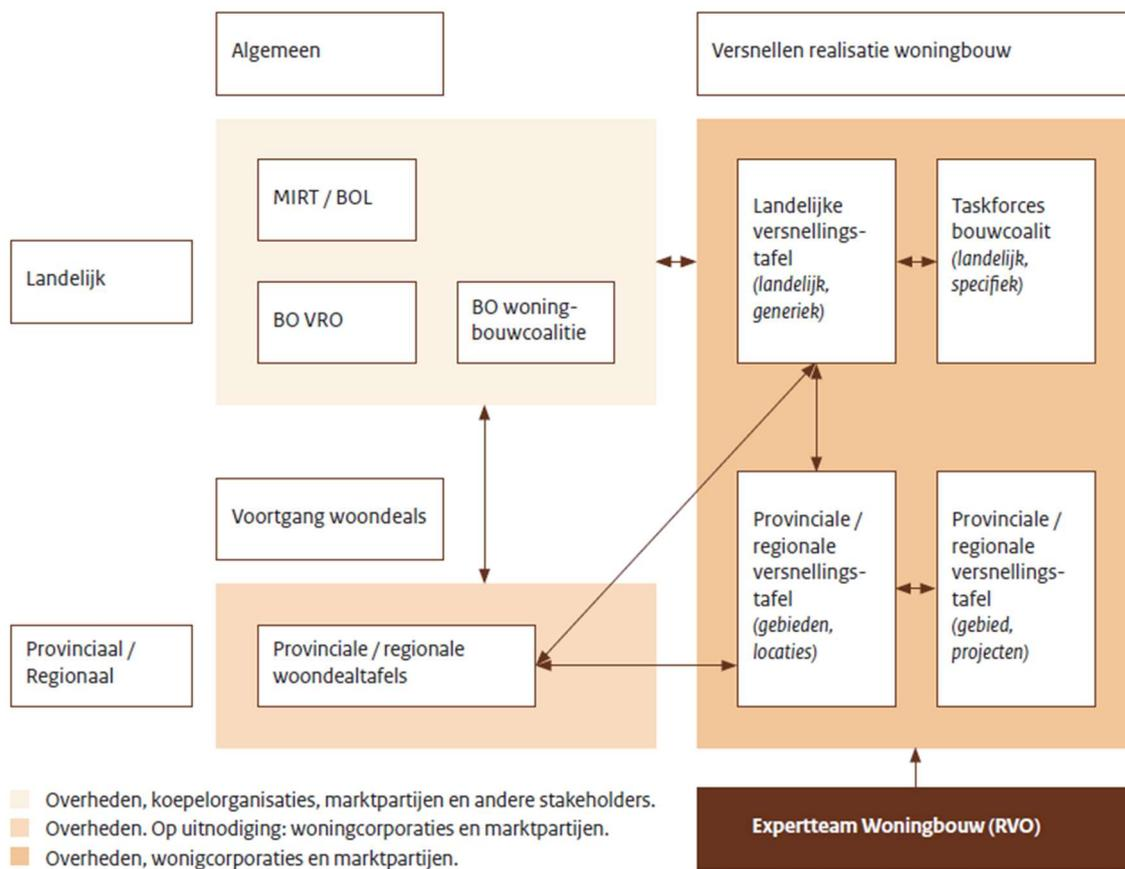 Algemeen
Versnellen realisatie woningbouw
Landelijk
MIRT / BOL
BO VRO
BO woning-
bouwcoalitie
Landelijke
versnellings-
tafel
(landelijk,
generiek)
Taskforces
bouwcoalit
(landelijk,
specifiek)
Voortgang woondeals
Provinciaal /
Regionaal
Provinciale / regionale
woondealtafels
Provinciale /
regionale
versnellings-
tafel
(gebieden,
locaties)
Provinciale /
regionale
versnellings-
tafel
(gebied,
projecten)
Overheden, koepelorganisaties, marktpartijen en andere stakeholders.
Overheden. Op uitnodiging: woningcorporaties en marktpartijen.
Overheden, wonigcorporaties en marktpartijen.
Expertteam Woningbouw (RVO)